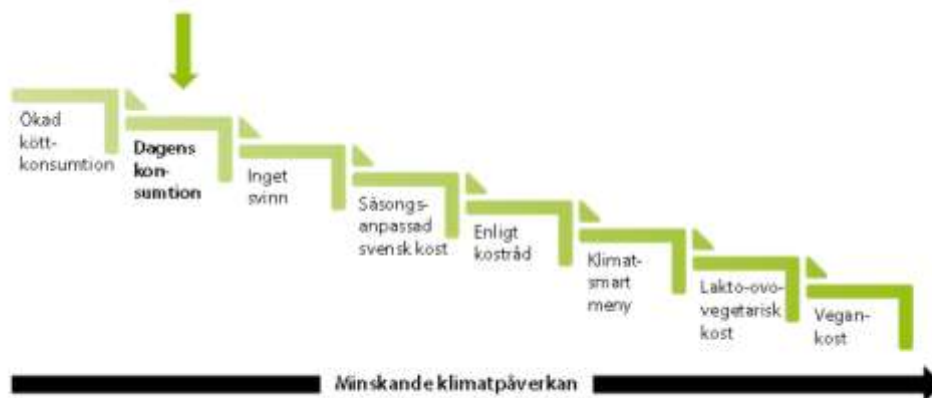 Ökad
kött-
konsumtion
Dagens
kon-
sumtion
Inget
svinn
Säsongs-
anpassad
svensk kost
Enligt
kostråd
Klimat-
smart
meny
Lakto-ovo-
vegetarisk
kost
Vegan-
kost
Minskande klimatpåverkan